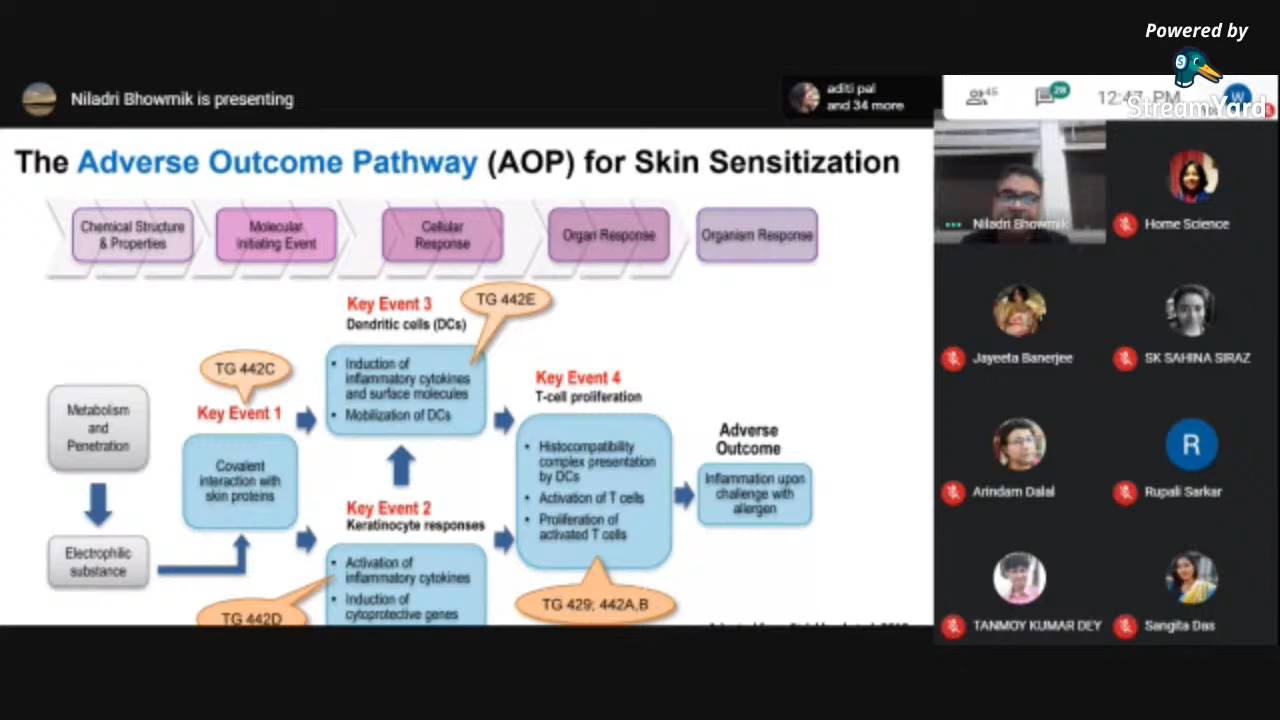 Powered by
StreamYard
Niladri Bhowmik is presenting
aditi pal
and 34 more
28
The Adverse Outcome Pathway (AOP) for Skin Sensitization
Chemical Structure
& Properties
Molecular
Initiating Event
Cellular
Response
Organ Response
Organism Response
Key Event 3
Dendritic cells (DCs)
TG 442E
• Induction of
inflammatory cytokines
and surface molecules
• Mobilization of DCs
TG 442C
Key Event 1
Covalent
interaction with
skin proteins
Metabolism
and
Penetration
Electrophilic
substance
Key Event 2
Keratinocyte responses
• Activation of
inflammatory cytokines
• Induction of
cytoprotective genes
TG 442D
Key Event 4
T-cell proliferation
• Histocompatibility
complex presentation
by DCs
• Activation of T cells
• Proliferation of
activated T cells
TG 429; 442A,B
Adverse
Outcome
Inflammation upon
challenge with
allergen
Niladri Bhowmik
Home Science
Jayeeta Banerjee
SK SAHINA SIRAZ
Arindam Dalal
R
Rupali Sarkar
TANMOY KUMAR DEY
Sangita Das